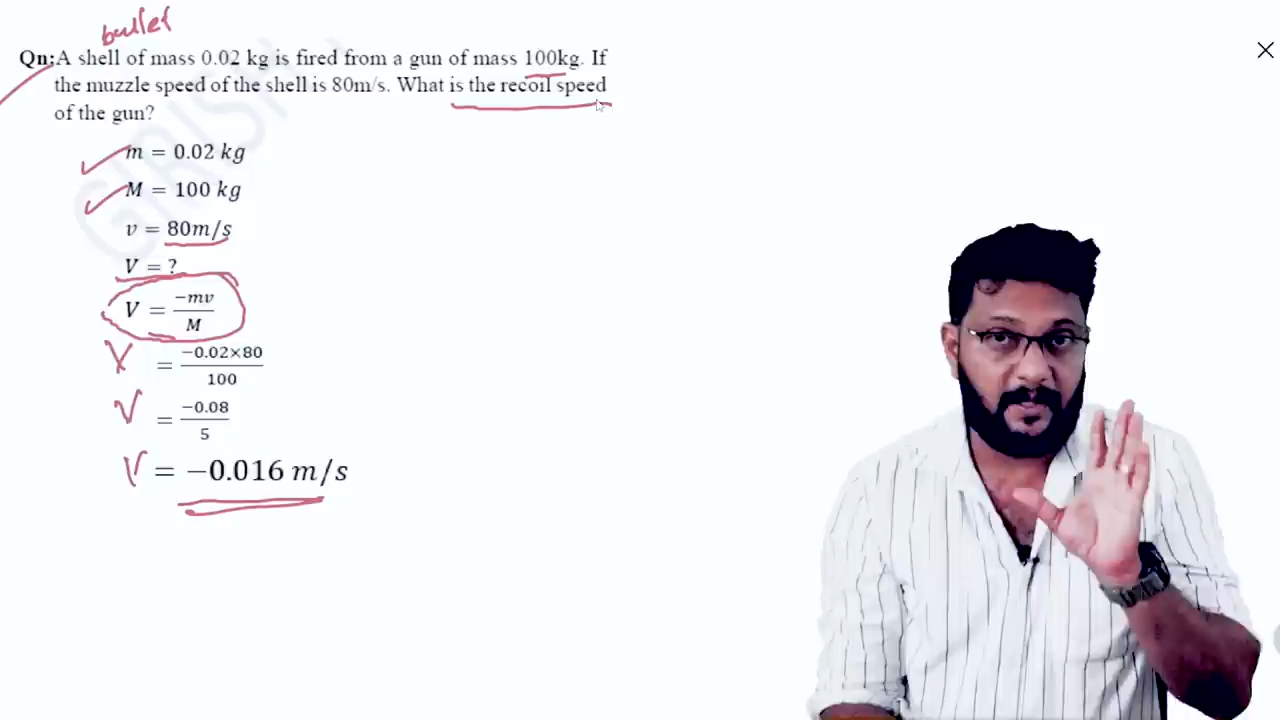 bullet
Qn:A shell of mass 0.02 kg is fired from a gun of mass 100kg. If
the muzzle speed of the shell is 80m/s. What is the recoil speed
of the gun?
m = 0.02 kg
M = 100 kg
v = 80m/s
V = ?
V = −mv/M
V = −0.02×80/100
V = −0.08/5
V = −0.016 m/s